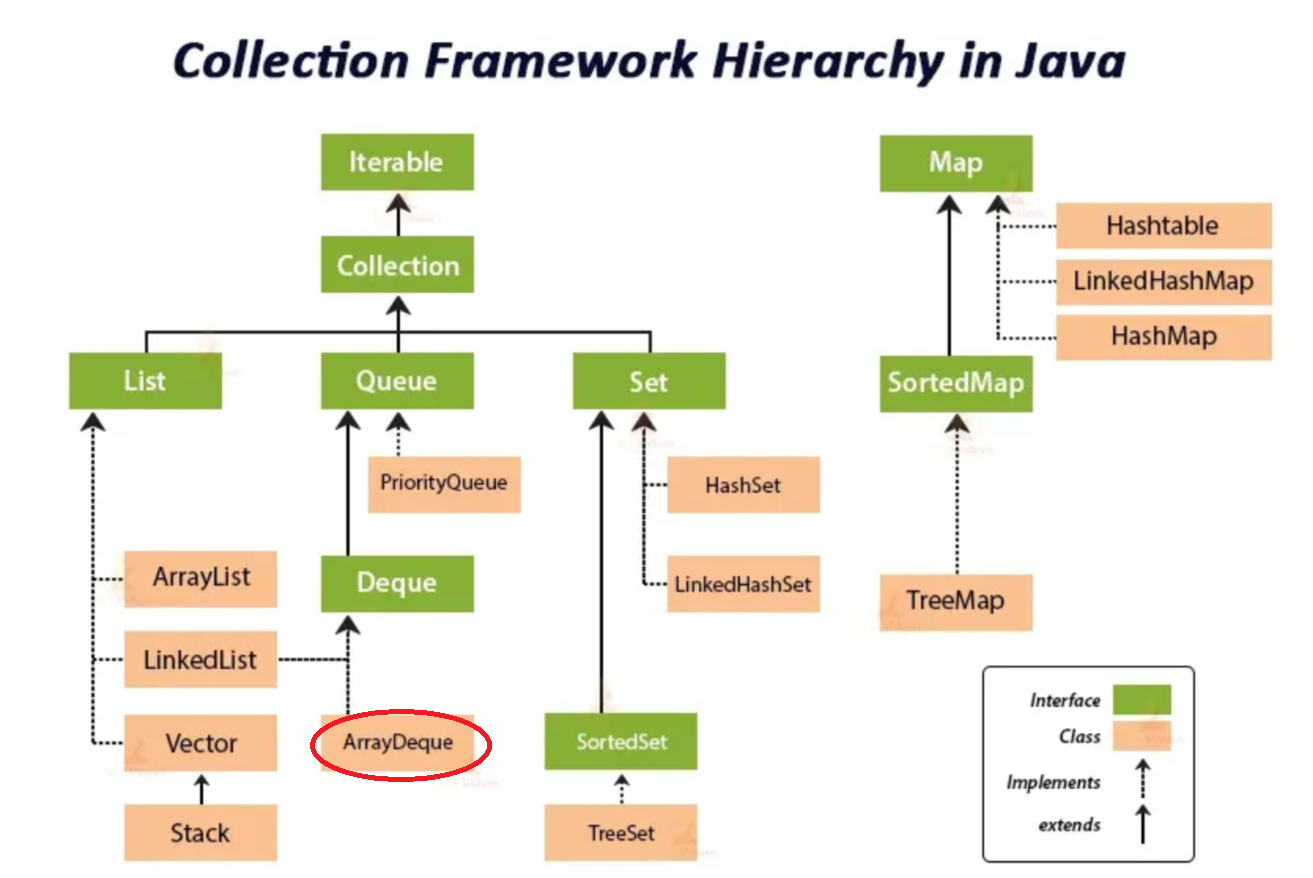 Collection Framework Hierarchy in Java
Iterable
Map
Hashtable
Collection
LinkedHashMap
HashMap
List
Queue
Set
SortedMap
PriorityQueue
HashSet
ArrayList
Deque
LinkedHashSet
TreeMap
LinkedList
Vector
ArrayDeque
SortedSet
Stack
TreeSet
Interface
Class
Implements
extends